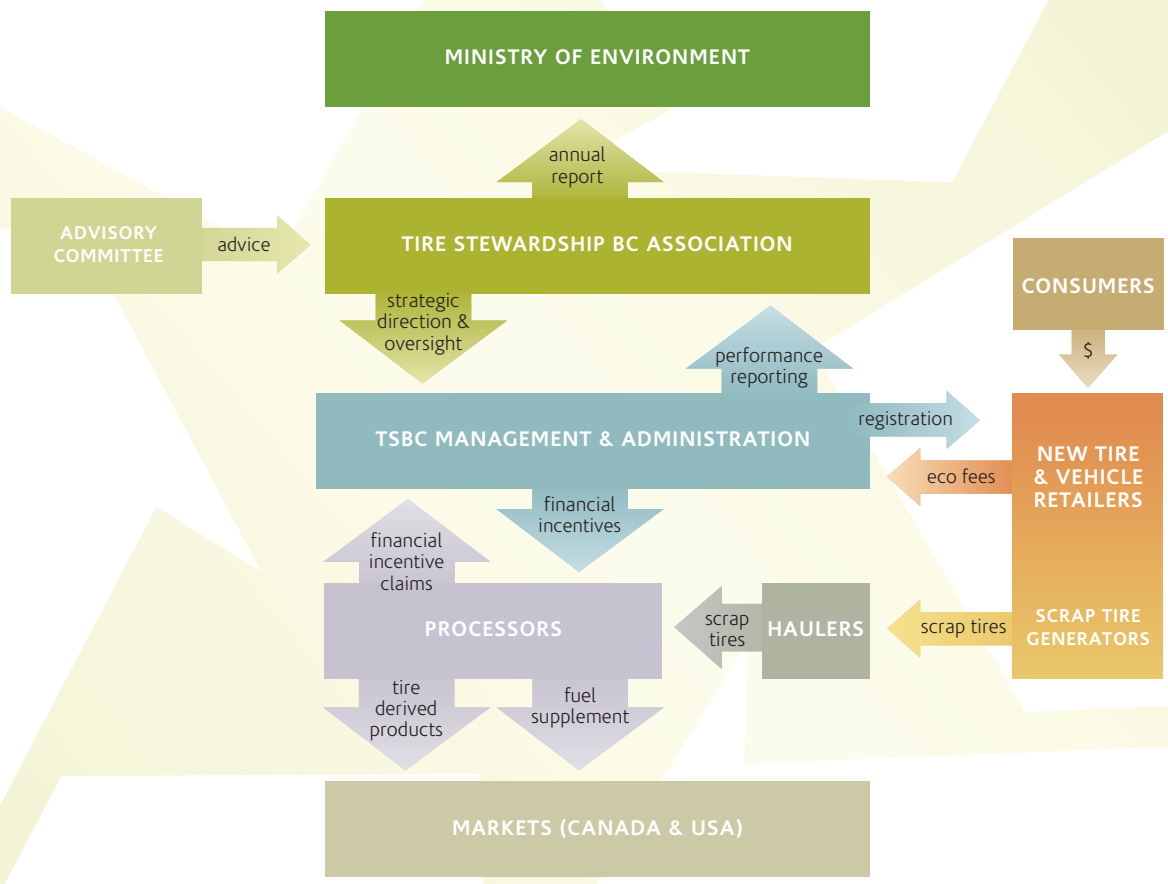 MINISTRY OF ENVIRONMENT
annual
report
ADVISORY
COMMITTEE
advice
TIRE STEWARDSHIP BC ASSOCIATION
CONSUMERS
$
strategic
direction &
oversight
performance
reporting
TSBC MANAGEMENT & ADMINISTRATION
registration
eco fees
NEW TIRE
& VEHICLE
RETAILERS
financial
incentive
claims
financial
incentives
PROCESSORS
scrap
tires
HAULERS
scrap tires
SCRAP TIRE
GENERATORS
tire
derived
products
fuel
supplement
MARKETS (CANADA & USA)